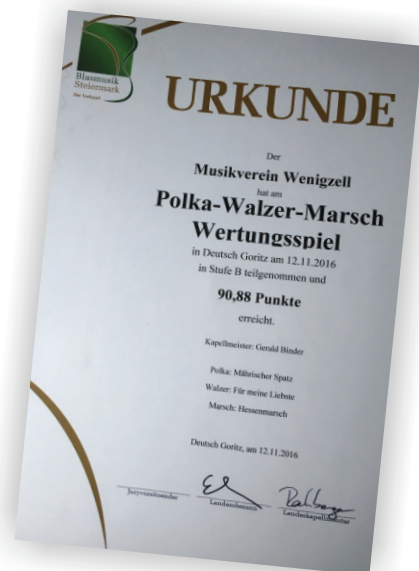 Blasmusik
Steiermark
Der Verband
URKUNDE
Der
Musikverein Wenigzell
hat am
Polka-Walzer-Marsch
Wertungsspiel
in Deutsch Goritz am 12.11.2016
in Stufe B teilgenommen und
90,88 Punkte
erreicht.
Kapellmeister: Gerald Binder
Polka: Mährischer Spatz
Walzer: Für meine Liebste
Marsch: Hessenmarsch
Deutsch Goritz, am 12.11.2016
Juryvorsitzender
Landesobmann
Landeskapellmeister